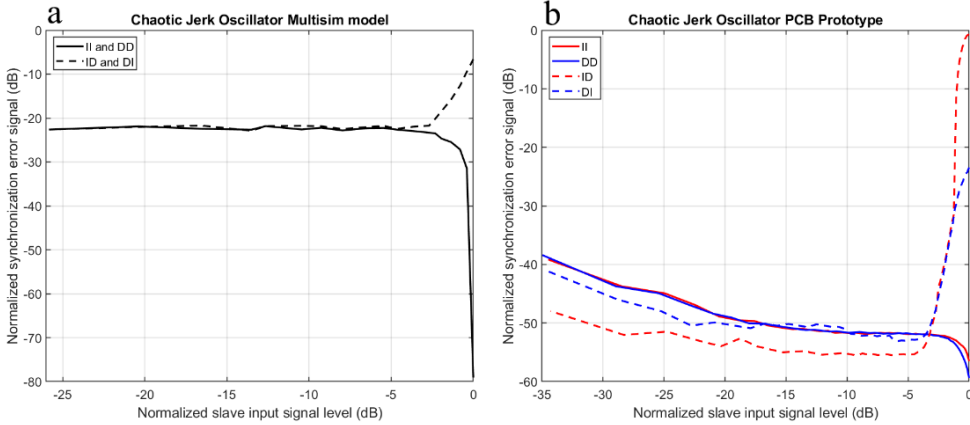 a
Chaotic Jerk Oscillator Multisim model
II and DD
ID and DI
0
-10
-20
-30
-40
-50
-60
-70
-80
-25
-20
-15
-10
-5
0
Normalized synchronization error signal (dB)
Normalized slave input signal level (dB)
b
Chaotic Jerk Oscillator PCB Prototype
II
DD
ID
DI
0
-10
-20
-30
-40
-50
-60
-35
-30
-25
-20
-15
-10
-5
0
Normalized synchronization error signal (dB)
Normalized slave input signal level (dB)